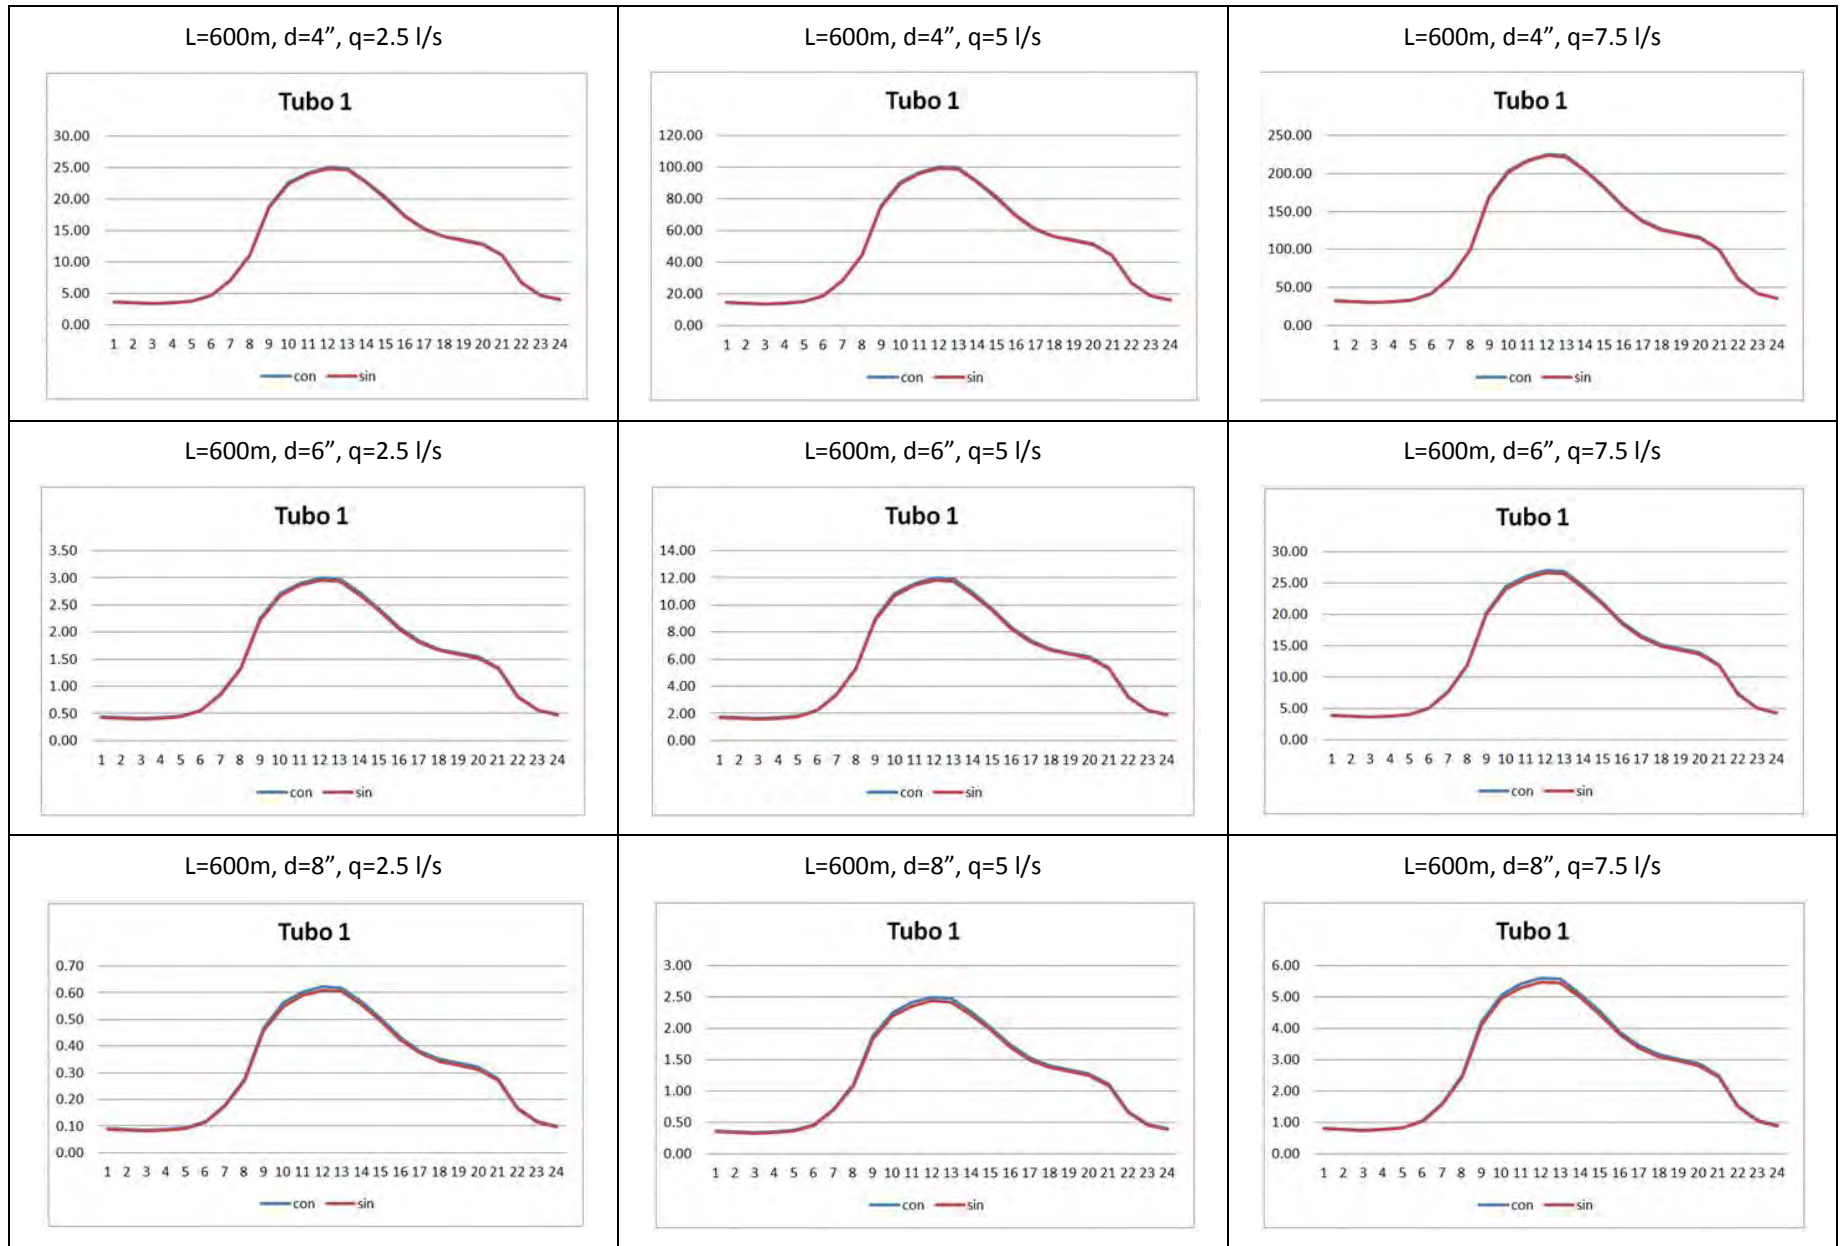 L=600m, d=4”, q=2.5 l/s
Tubo 1
30.00
25.00
20.00
15.00
10.00
5.00
0.00
1 2 3 4 5 6 7 8 9 10 11 12 13 14 15 16 17 18 19 20 21 22 23 24
con sin
L=600m, d=4”, q=5 l/s
Tubo 1
120.00
100.00
80.00
60.00
40.00
20.00
0.00
1 2 3 4 5 6 7 8 9 10 11 12 13 14 15 16 17 18 19 20 21 22 23 24
con sin
L=600m, d=4”, q=7.5 l/s
Tubo 1
250.00
200.00
150.00
100.00
50.00
0.00
1 2 3 4 5 6 7 8 9 10 11 12 13 14 15 16 17 18 19 20 21 22 23 24
con sin
L=600m, d=6”, q=2.5 l/s
Tubo 1
3.50
3.00
2.50
2.00
1.50
1.00
0.50
0.00
1 2 3 4 5 6 7 8 9 10 11 12 13 14 15 16 17 18 19 20 21 22 23 24
con sin
L=600m, d=6”, q=5 l/s
Tubo 1
14.00
12.00
10.00
8.00
6.00
4.00
2.00
0.00
1 2 3 4 5 6 7 8 9 10 11 12 13 14 15 16 17 18 19 20 21 22 23 24
con sin
L=600m, d=6”, q=7.5 l/s
Tubo 1
30.00
25.00
20.00
15.00
10.00
5.00
0.00
1 2 3 4 5 6 7 8 9 10 11 12 13 14 15 16 17 18 19 20 21 22 23 24
con sin
L=600m, d=8”, q=2.5 l/s
Tubo 1
0.70
0.60
0.50
0.40
0.30
0.20
0.10
0.00
1 2 3 4 5 6 7 8 9 10 11 12 13 14 15 16 17 18 19 20 21 22 23 24
con sin
L=600m, d=8”, q=5 l/s
Tubo 1
3.00
2.50
2.00
1.50
1.00
0.50
0.00
1 2 3 4 5 6 7 8 9 10 11 12 13 14 15 16 17 18 19 20 21 22 23 24
con sin
L=600m, d=8”, q=7.5 l/s
Tubo 1
6.00
5.00
4.00
3.00
2.00
1.00
0.00
1 2 3 4 5 6 7 8 9 10 11 12 13 14 15 16 17 18 19 20 21 22 23 24
con sin